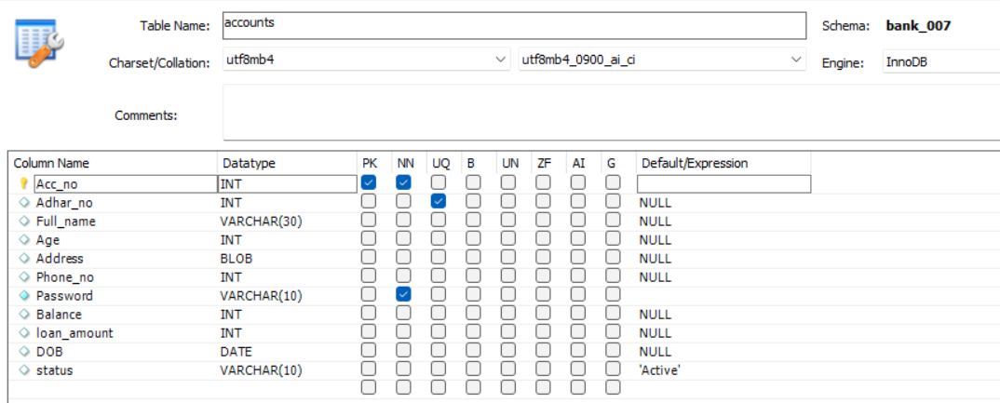 Table Name: accounts Schema: bank_007
Charset/Collation: utf8mb4 utf8mb4_0900_ai_ci Engine: InnoDB
Comments:
Column Name Datatype PK NN UQ B UN ZF AI G Default/Expression
Acc_no INT
Adhar_no INT NULL
Full_name VARCHAR(30) NULL
Age INT NULL
Address BLOB NULL
Phone_no INT NULL
Password VARCHAR(10)
Balance INT NULL
loan_amount INT NULL
DOB DATE NULL
status VARCHAR(10) 'Active'